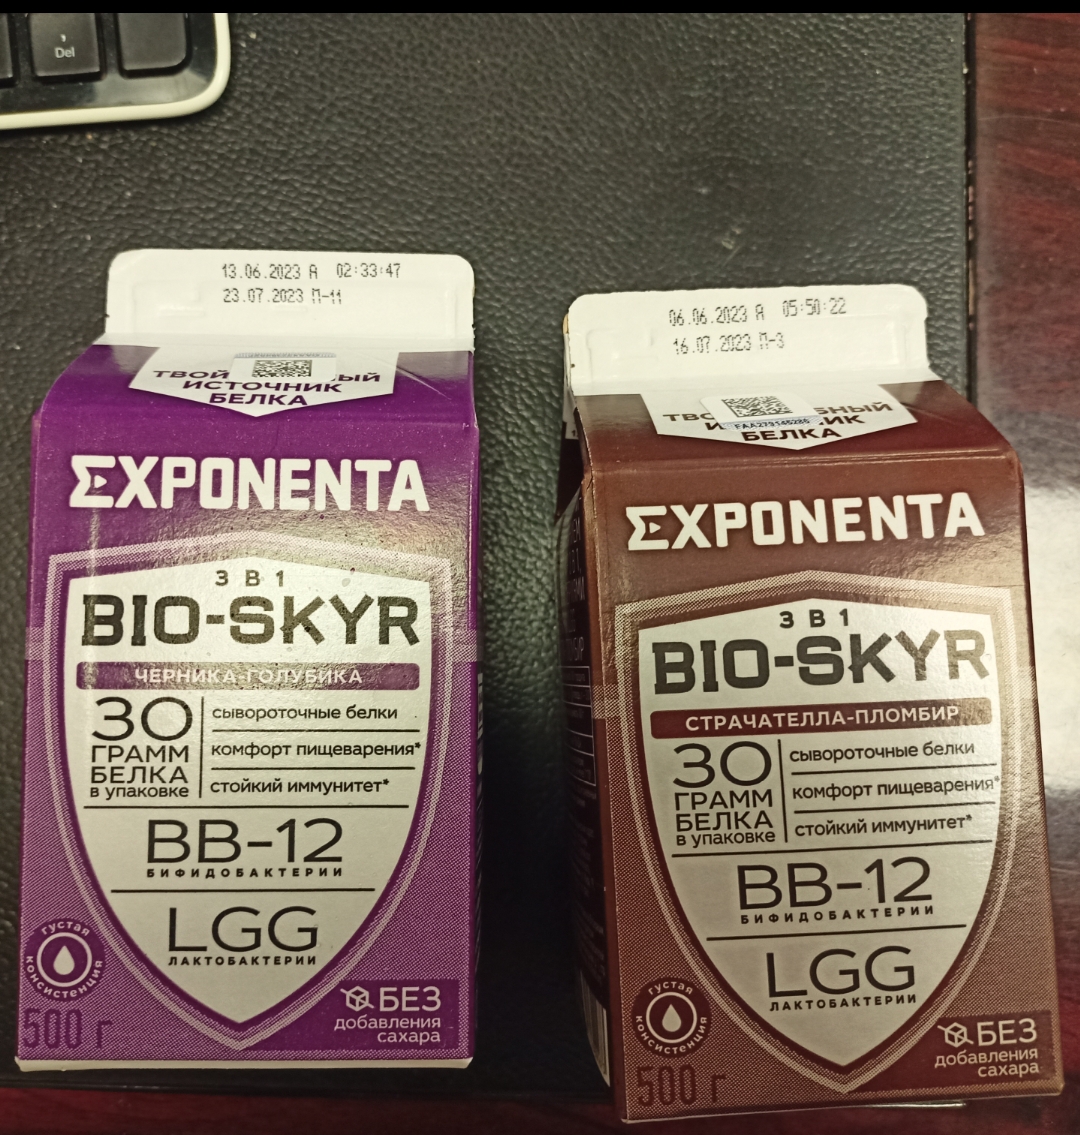 Del
13.06.2023 А 02:33:47
23.07.2023 П-11
ТВОЙ
ИСТОЧНИК
БЕЛКА
EXPONENTA
3 В 1
BIO-SKYR
ЧЕРНИКА-ГОЛУБИКА
30
ГРАММ
БЕЛКА
в упаковке
сывороточные белки
комфорт пищеварения*
стойкий иммунитет*
BB-12
БИФИДОБАКТЕРИИ
LGG
ЛАКТОБАКТЕРИИ
густая
консистенция
500 г
БЕЗ
добавления
сахара
06.06.2023 А 05:50:22
16.07.2023 П-3
БЕЛКА
EXPONENTA
3 В 1
BIO-SKYR
СТРАЧАТЕЛЛА-ПЛОМБИР
30
ГРАММ
БЕЛКА
в упаковке
сывороточные белки
комфорт пищеварения*
стойкий иммунитет*
BB-12
БИФИДОБАКТЕРИИ
LGG
ЛАКТОБАКТЕРИИ
густая
консистенция
500 г
БЕЗ
добавления
сахара